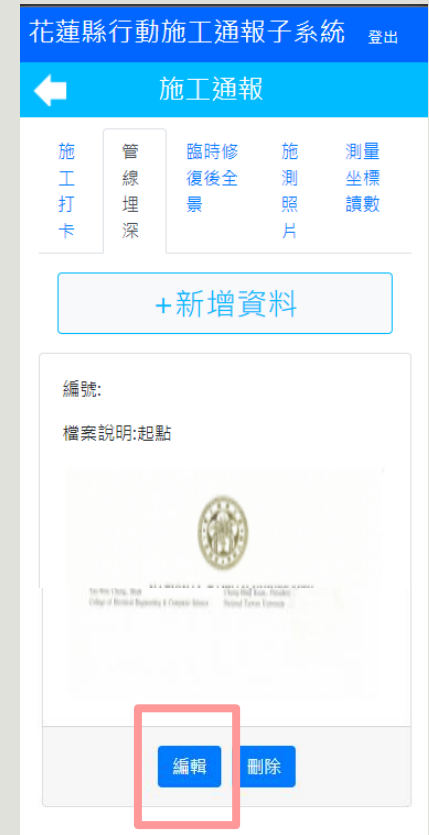 花蓮縣行動施工通報子系統 登出
施工通報
施工打卡
管線埋深
臨時修復後全景
施測照片
測量坐標讀數
+新增資料
編號:
檔案說明:起點
College of Electrical Engineering & Computer Science
編輯 刪除